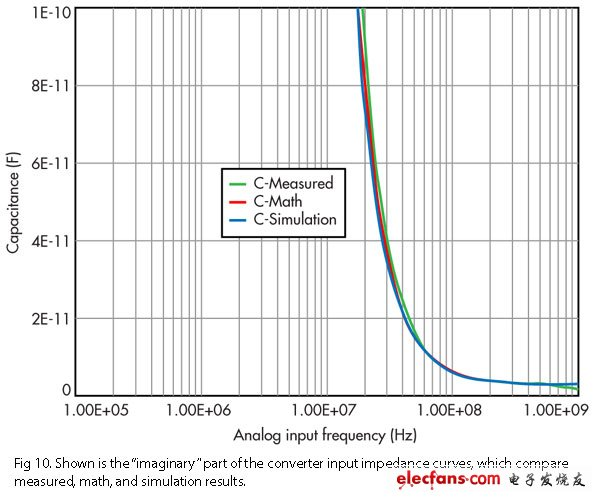 1E-10
8E-11
6E-11
4E-11
2E-11
0
Capacitance (F)
C-Measured
C-Math
C-Simulation
1.00E+05 1.00E+06 1.00E+07 1.00E+08 1.00E+09
Analog input frequency (Hz)
Fig 10. Shown is the “imaginary” part of the converter input impedance curves, which compare
measured, math, and simulation results.
elecfans·com 电子发烧友